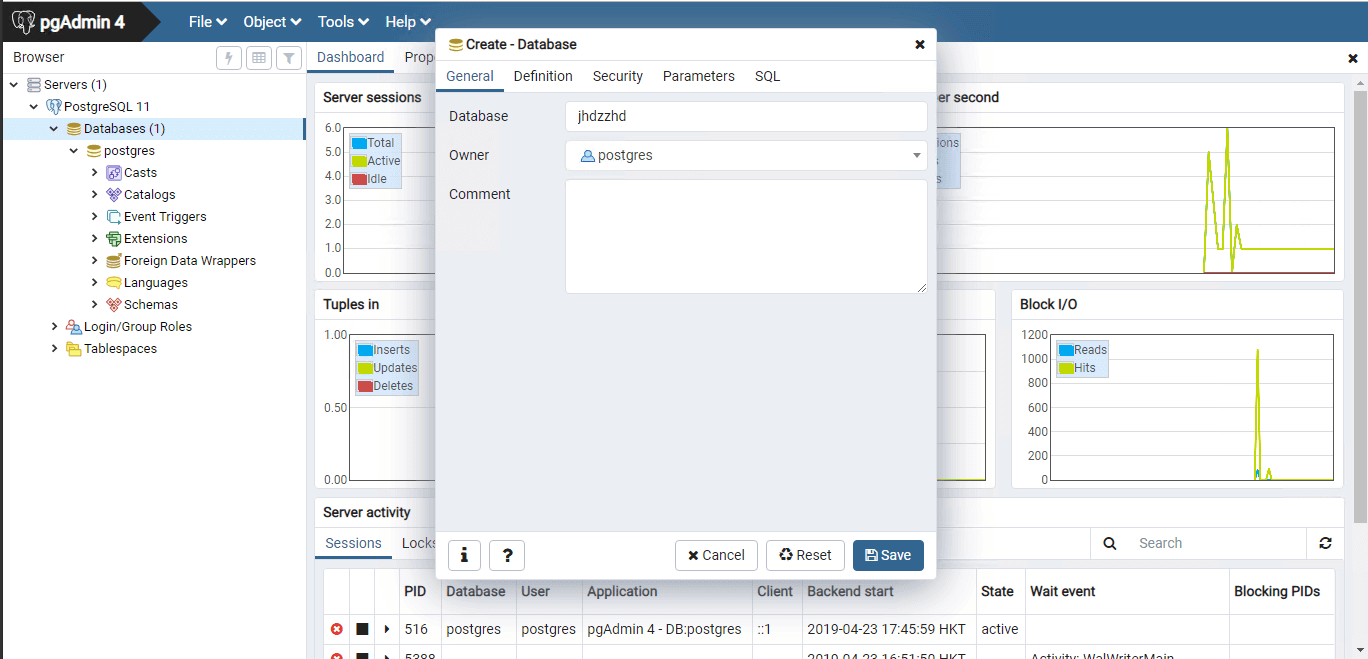 pgAdmin 4
File Object Tools Help
Browser
Dashboard Prop
Servers (1)
PostgreSQL 11
Databases (1)
postgres
Casts
Catalogs
Event Triggers
Extensions
Foreign Data Wrappers
Languages
Schemas
Login/Group Roles
Tablespaces
Create - Database
General Definition Security Parameters SQL
Database jhdzzhd
Owner postgres
Comment
Cancel Reset Save
Server sessions
6.0
5.0
4.0
3.0
2.0
1.0
0.0
Total
Active
Idle
er second
ions
s
s
Tuples in
1.00
0.50
0.00
Inserts
Updates
Deletes
Block I/O
1200
1000
800
600
400
200
0
Reads
Hits
Server activity
Sessions Locks
Search
PID Database User Application Client Backend start State Wait event Blocking PIDs
516 postgres postgres pgAdmin 4 - DB:postgres ::1 2019-04-23 17:45:59 HKT active
5388 2019-04-23 16:51:50 HKT Activity: WalWriterMain